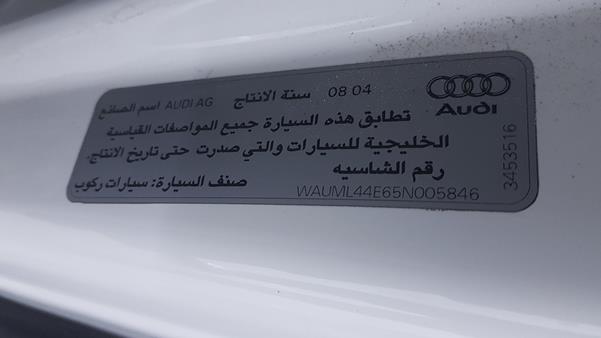 اسم الصانع AUDI AG سنة الانتاج 08 04
تطابق هذه السيارة جميع المواصفات القياسية
الخليجية للسيارات والتي صدرت حتى تاريخ الانتاج.
رقم الشاسيه WAUML44E65N005846
صنف السيارة: سيارات ركوب
Audi
3453516